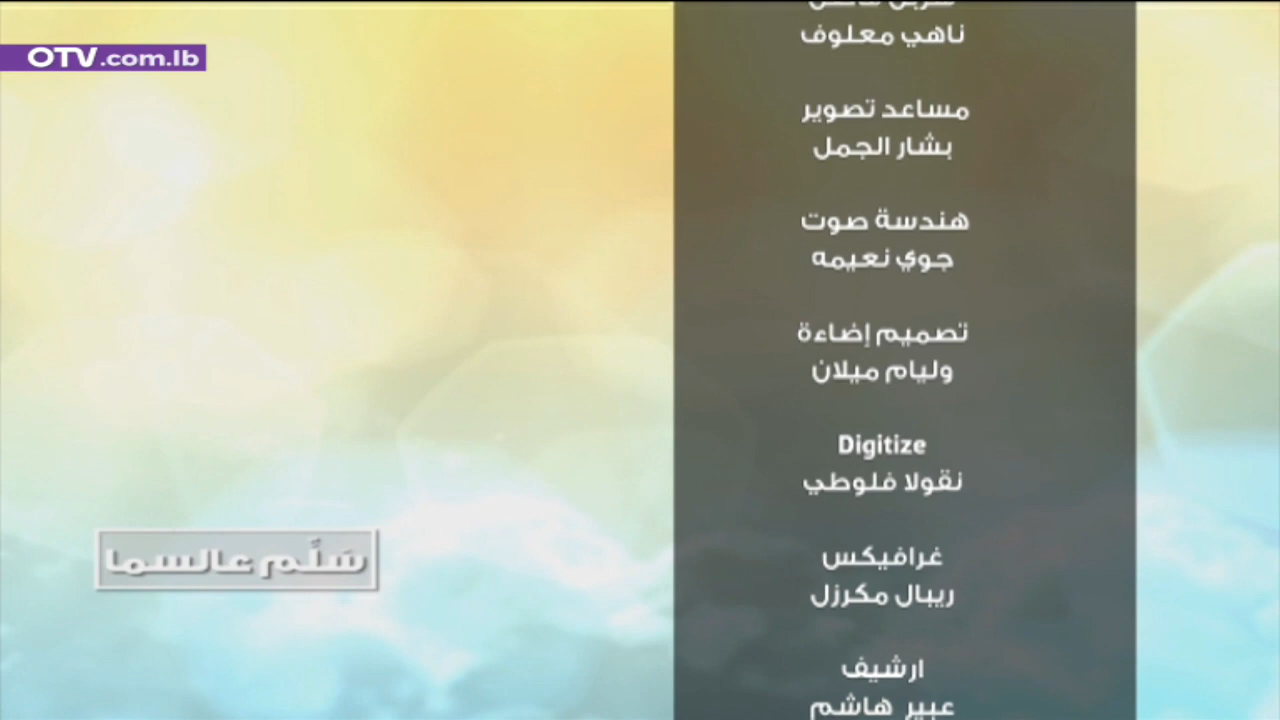 OTV.com.lb
ناهي معلوف
مساعد تصوير
بشار الجمل
هندسة صوت
جوي نعيمه
تصميم إضاءة
وليام ميلان
Digitize
نقولا فلوطي
غرافيكس
ريبال مكرزل
ارشيف
عبير هاشم
سَلَّم عالسما